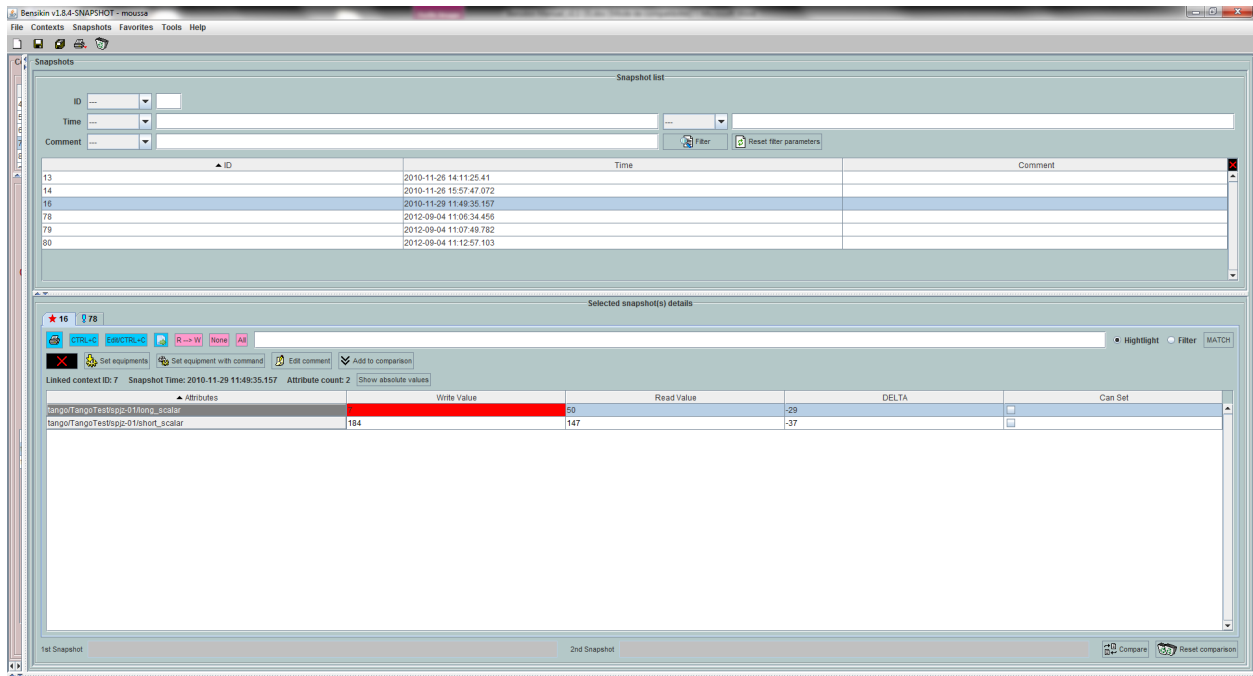 Bensikin v1.8.4-SNAPSHOT - moussa
File Contexts Snapshots Favorites Tools Help
Snapshots
Snapshot list
ID ---
Time --- ---
Comment --- Filter Reset filter parameters
ID Time Comment
13 2010-11-26 14:11:25.41
14 2010-11-26 15:57:47.072
16 2010-11-29 11:49:35.157
78 2012-09-04 11:06:34.456
79 2012-09-04 11:07:49.782
80 2012-09-04 11:12:57.103
Selected snapshot(s) details
16 78
CTRL+C Edit/CTRL+C R --> W None All Hightlight Filter MATCH
Set equipments Set equipment with command Edit comment Add to comparison
Linked context ID: 7 Snapshot Time: 2010-11-29 11:49:35.157 Attribute count: 2 Show absolute values
Attributes Write Value Read Value DELTA Can Set
tango/TangoTest/spjz-01/long_scalar 50 -29
tango/TangoTest/spjz-01/short_scalar 184 147 -37
1st Snapshot 2nd Snapshot Compare Reset comparison